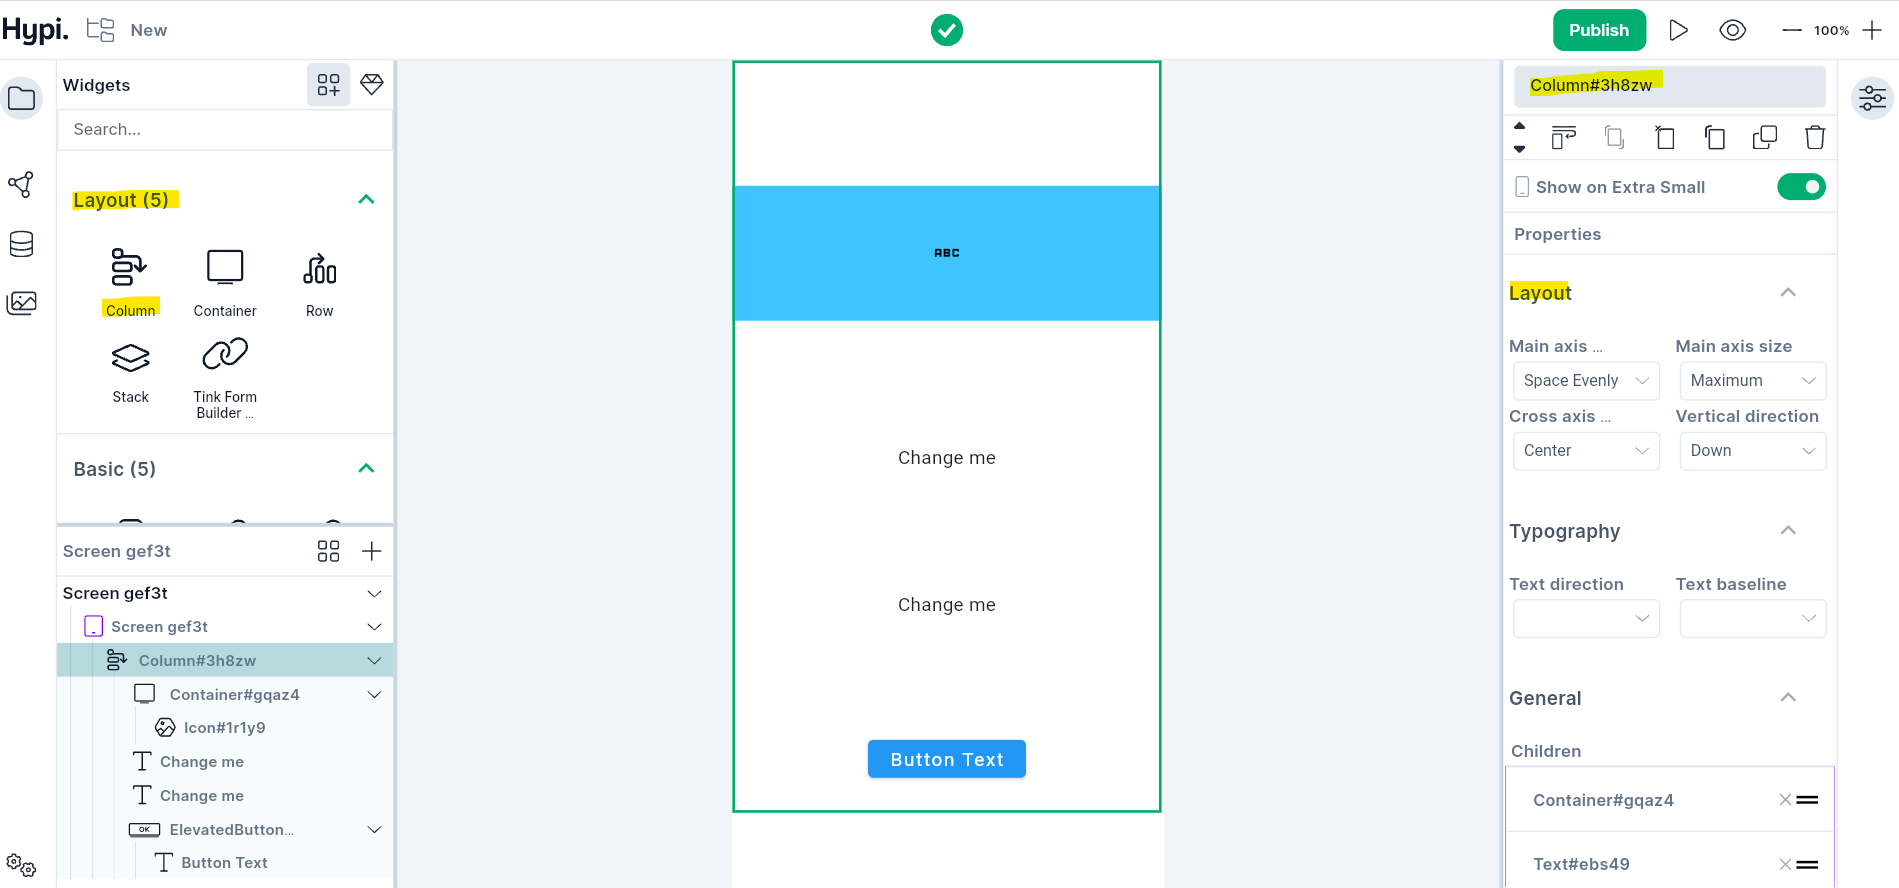 Hypi.
New
Publish
100%
Widgets
Search...
Layout (5)
Column
Container
Row
Stack
Tink Form
Builder ...
Basic (5)
Screen gef3t
Screen gef3t
Screen gef3t
Column#3h8zw
Container#gqaz4
Icon#1r1y9
Change me
Change me
OK
ElevatedButton...
Button Text
ABC
Change me
Change me
Button Text
Column#3h8zw
Show on Extra Small
Properties
Layout
Main axis ...
Main axis size
Space Evenly
Maximum
Cross axis ...
Vertical direction
Center
Down
Typography
Text direction
Text baseline
General
Children
Container#gqaz4
Text#ebs49